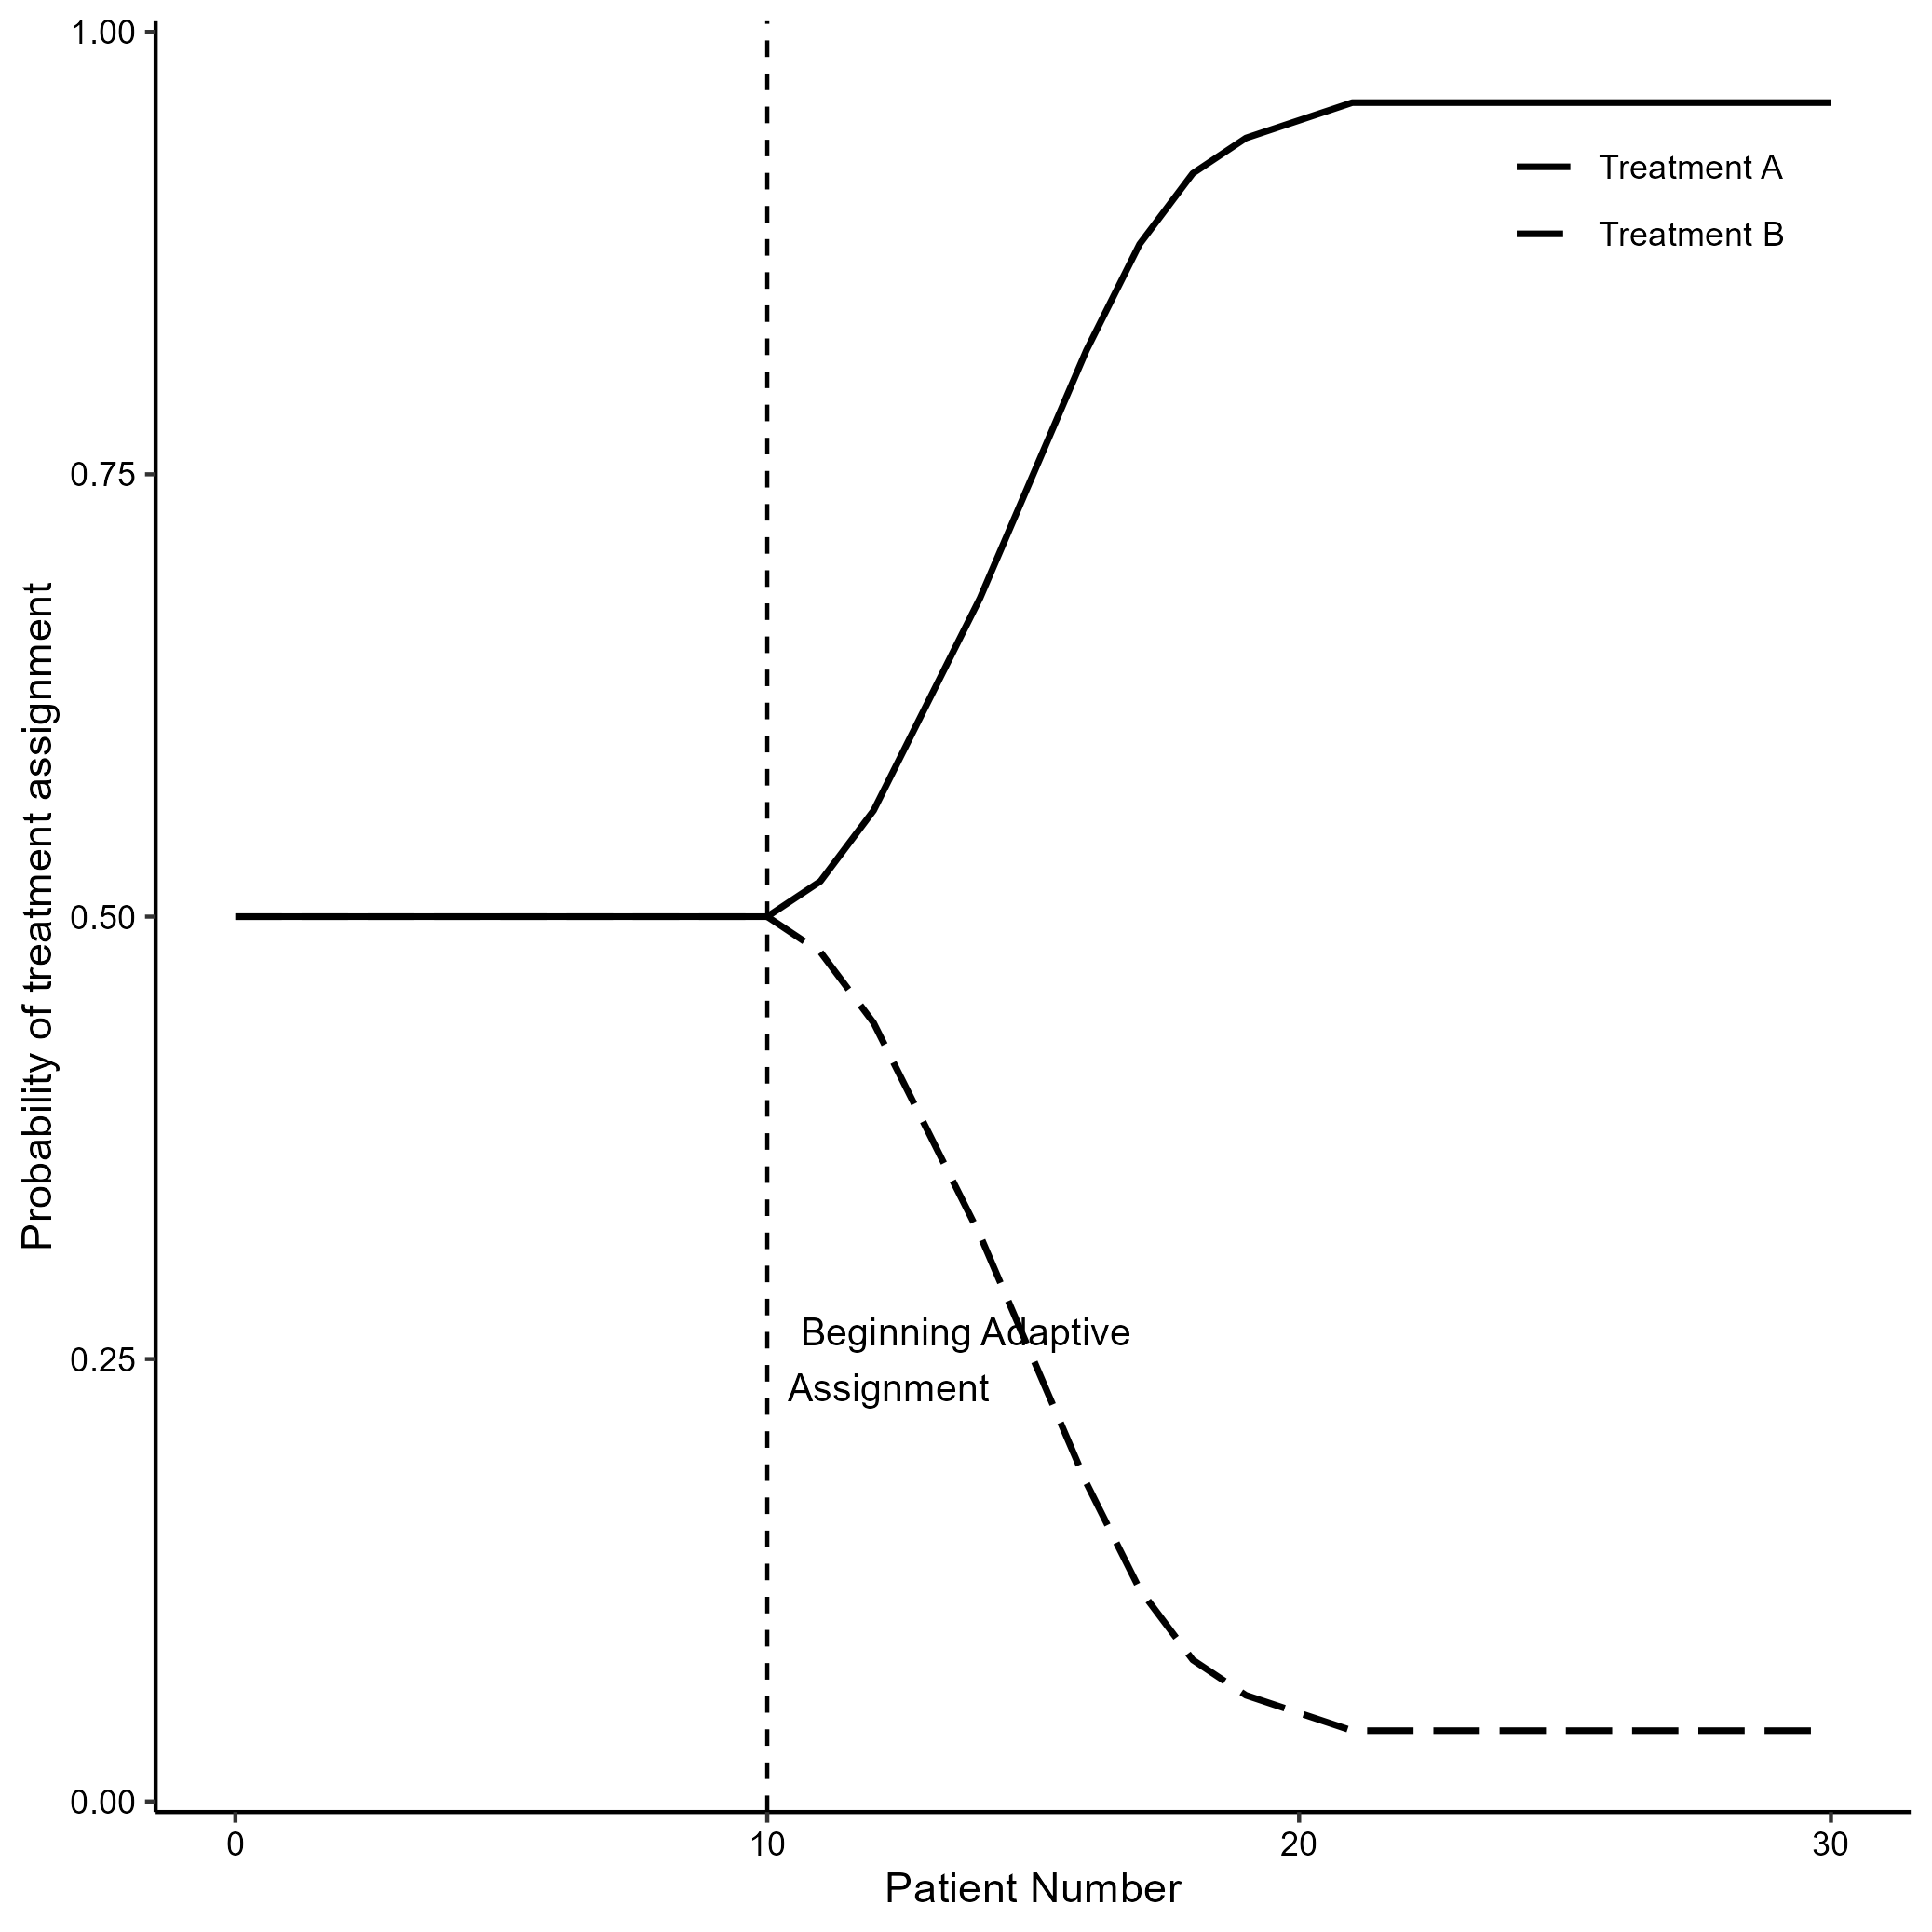 1.00
0.75
0.50
0.25
0.00
Probability of treatment assignment
Treatment A
Treatment B
Beginning Adaptive
Assignment
0
10
20
30
Patient Number